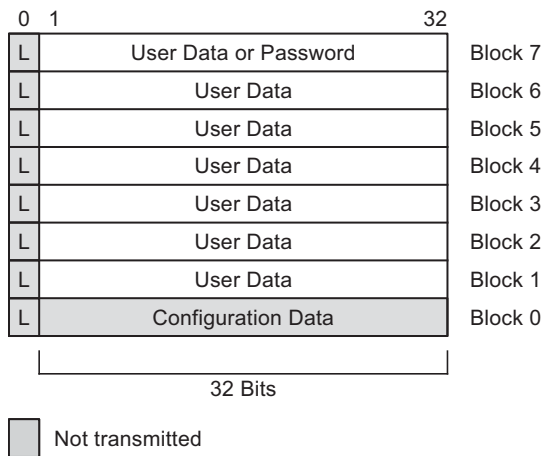 0 1 32
L User Data or Password Block 7
L User Data Block 6
L User Data Block 5
L User Data Block 4
L User Data Block 3
L User Data Block 2
L User Data Block 1
L Configuration Data Block 0
32 Bits
Not transmitted